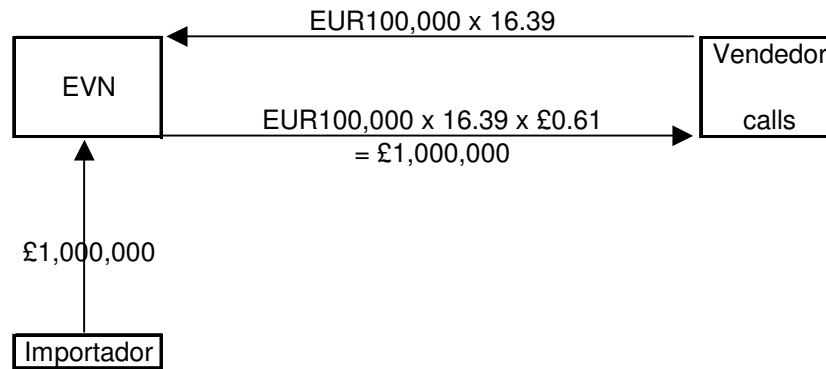 EUR100,000 x 16.39
EVN
Vendedor
calls
EUR100,000 x 16.39 x £0.61
= £1,000,000
£1,000,000
Importador